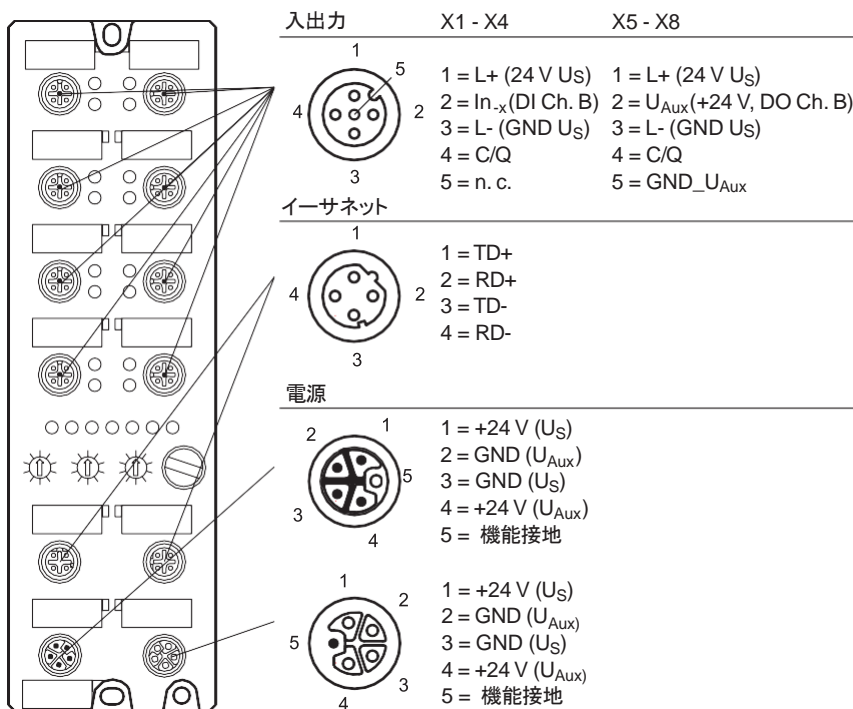 入出力 X1 - X4 X5 - X8
1
5
4
2
3
1 = L+ (24 V US) 1 = L+ (24 V US)
2 = In-x(DI Ch. B) 2 = UAux(+24 V, DO Ch. B)
3 = L- (GND US) 3 = L- (GND US)
4 = C/Q 4 = C/Q
5 = n. c. 5 = GND_UAux
イーサネット
1
4
2
3
1 = TD+
2 = RD+
3 = TD-
4 = RD-
電源
2
1
5
3
4
1 = +24 V (US)
2 = GND (UAux)
3 = GND (US)
4 = +24 V (UAux)
5 = 機能接地
1
2
5
3
4
1 = +24 V (US)
2 = GND (UAux)
3 = GND (US)
4 = +24 V (UAux)
5 = 機能接地